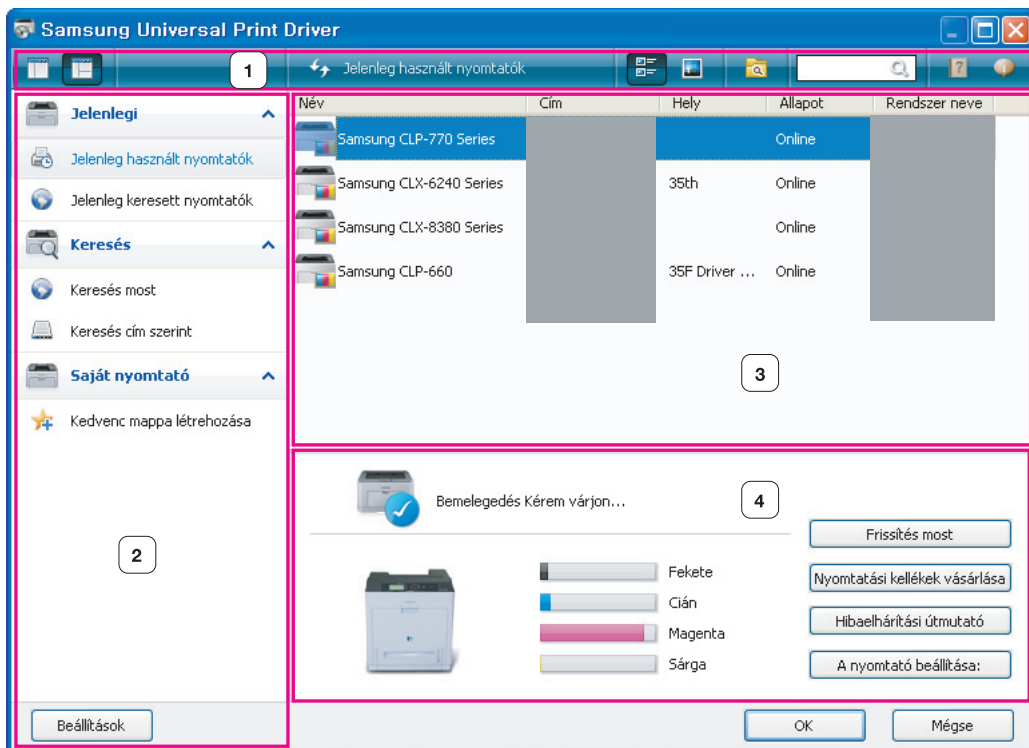 Samsung Universal Print Driver
1
Jelenleg használt nyomtatók
Jelenlegi
Jelenleg használt nyomtatók
Jelenleg keresett nyomtatók
Keresés
Keresés most
Keresés cím szerint
Saját nyomtató
Kedvenc mappa létrehozása
2
Beállítások
Név Cím Hely Állapot Rendszer neve
Samsung CLP-770 Series Online
Samsung CLX-6240 Series 35th Online
Samsung CLX-8380 Series Online
Samsung CLP-660 35F Driver ... Online
3
Bemelegedés Kérem várjon...
4
Fekete
Cián
Magenta
Sárga
Frissítés most
Nyomtatási kellékek vásárlása
Hibaelhárítási útmutató
A nyomtató beállítása:
OK Mégse